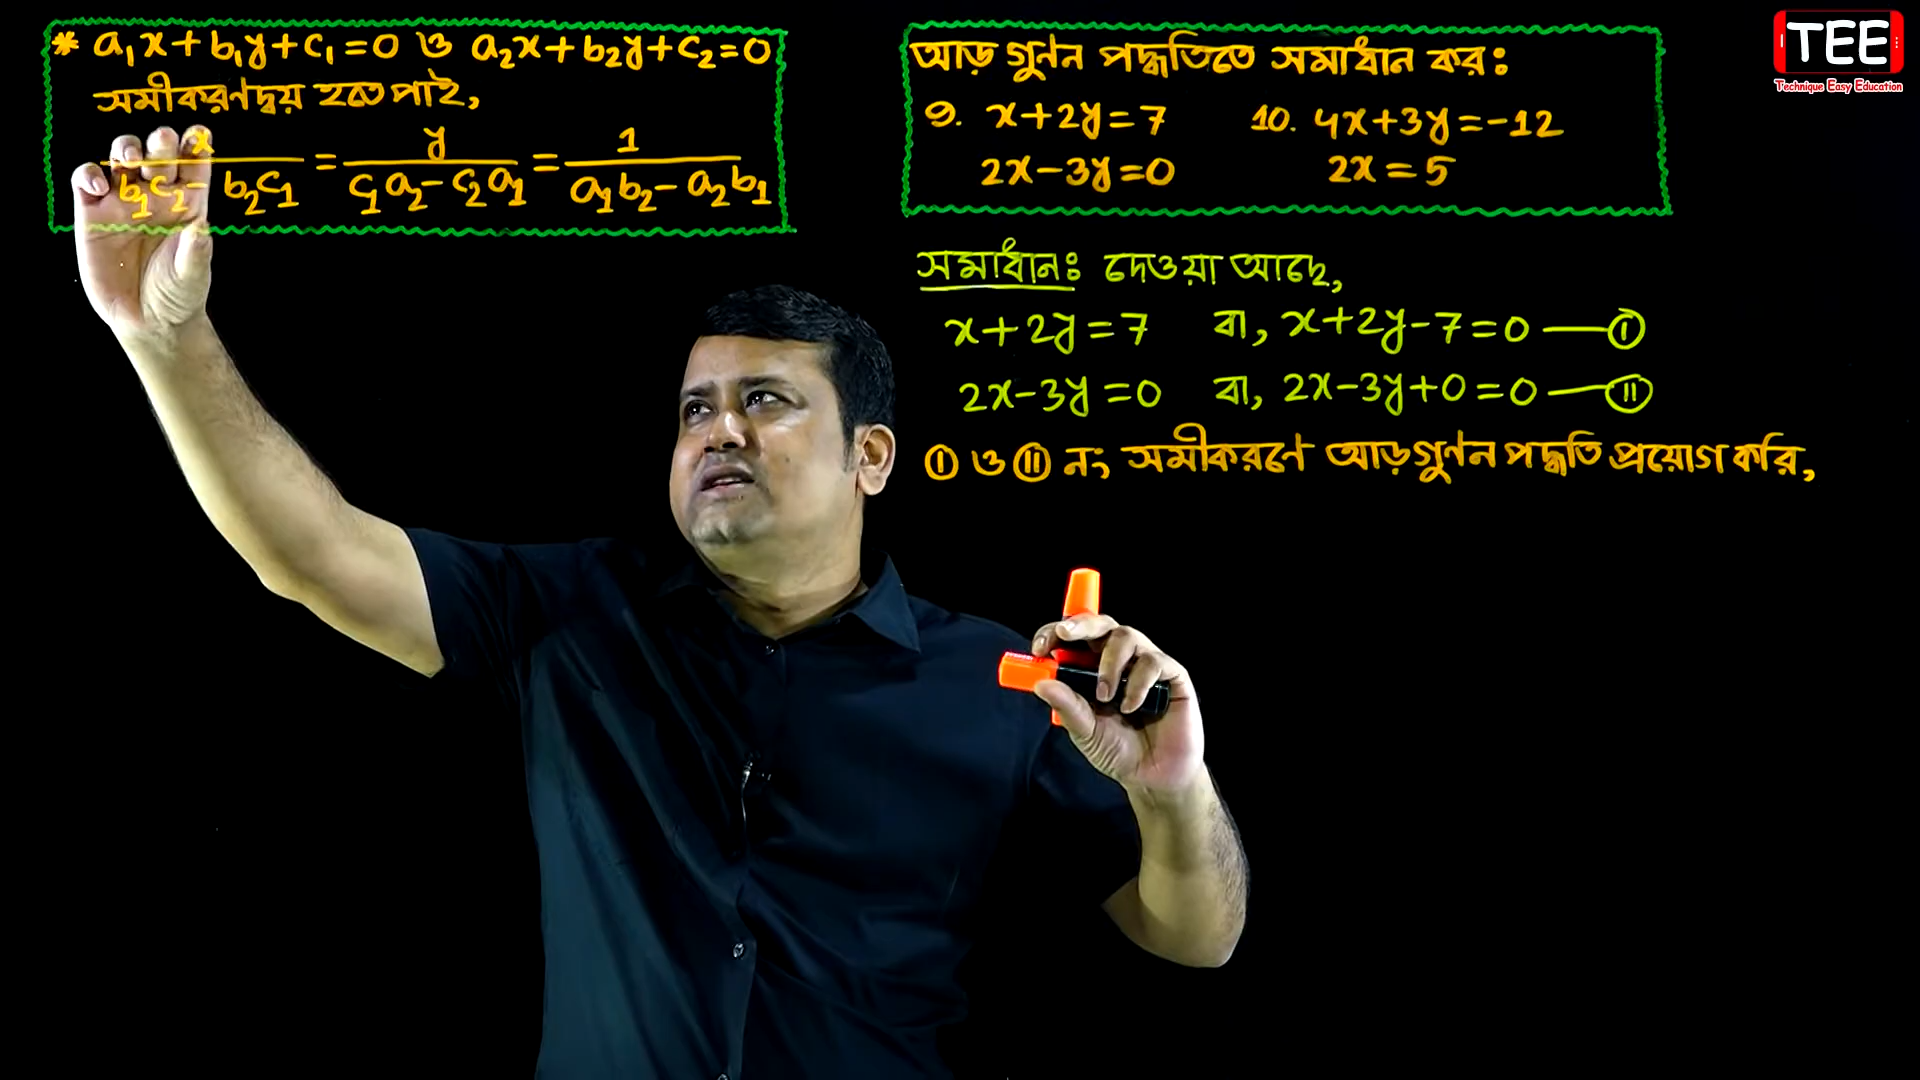 * a₁x+b₁y+c₁=0 ও a₂x+b₂y+c₂=0
সমীকরণদ্বয় হতে পাই,
x/(b₁c₂-b₂c₁) = y/(c₁a₂-c₂a₁) = 1/(a₁b₂-a₂b₁)
আড় গুণন পদ্ধতিতে সমাধান কর:
9. x+2y=7
2x-3y=0
10. 4x+3y=-12
2x=5
TEE
Technique Easy Education
সমাধান: দেওয়া আছে,
x+2y=7 বা, x+2y-7=0 — (i)
2x-3y=0 বা, 2x-3y+0=0 — (ii)
(i) ও (ii) নং সমীকরণে আড়গুণন পদ্ধতি প্রয়োগ করি,